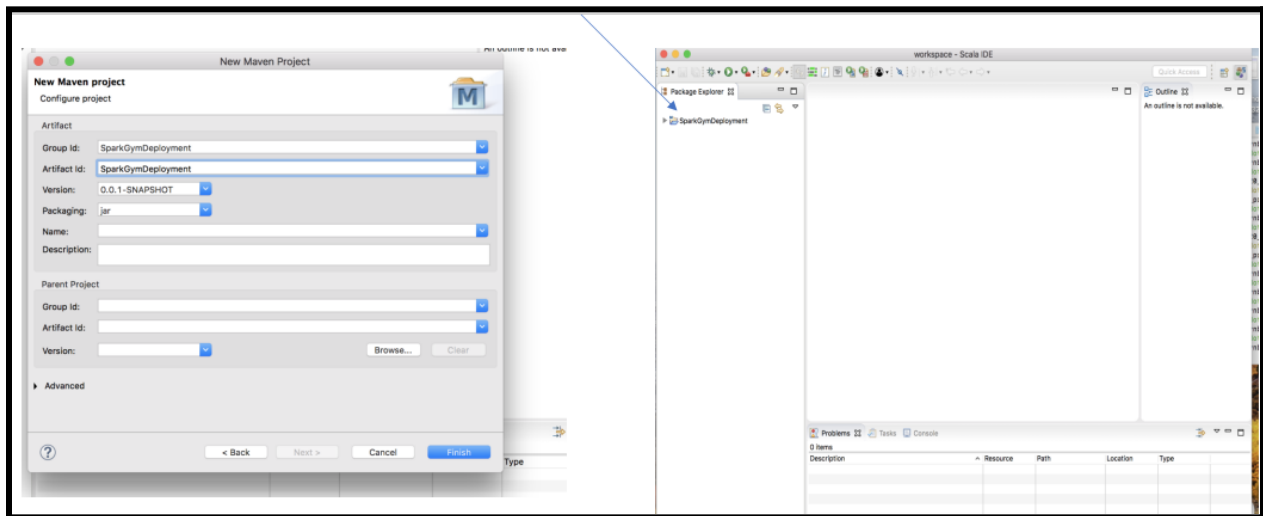 An outline is not ava
New Maven Project
New Maven project
Configure project
M
Artifact
Group Id: SparkGymDeployment
Artifact Id: SparkGymDeployment
Version: 0.0.1-SNAPSHOT
Packaging: jar
Name:
Description:
Parent Project
Group Id:
Artifact Id:
Version: Browse... Clear
Advanced
? < Back Next > Cancel Finish
Type
workspace - Scala IDE
Quick Access
Package Explorer
Outline
An outline is not available.
SparkGymDeployment
Problems Tasks Console
0 items
Description Resource Path Location Type